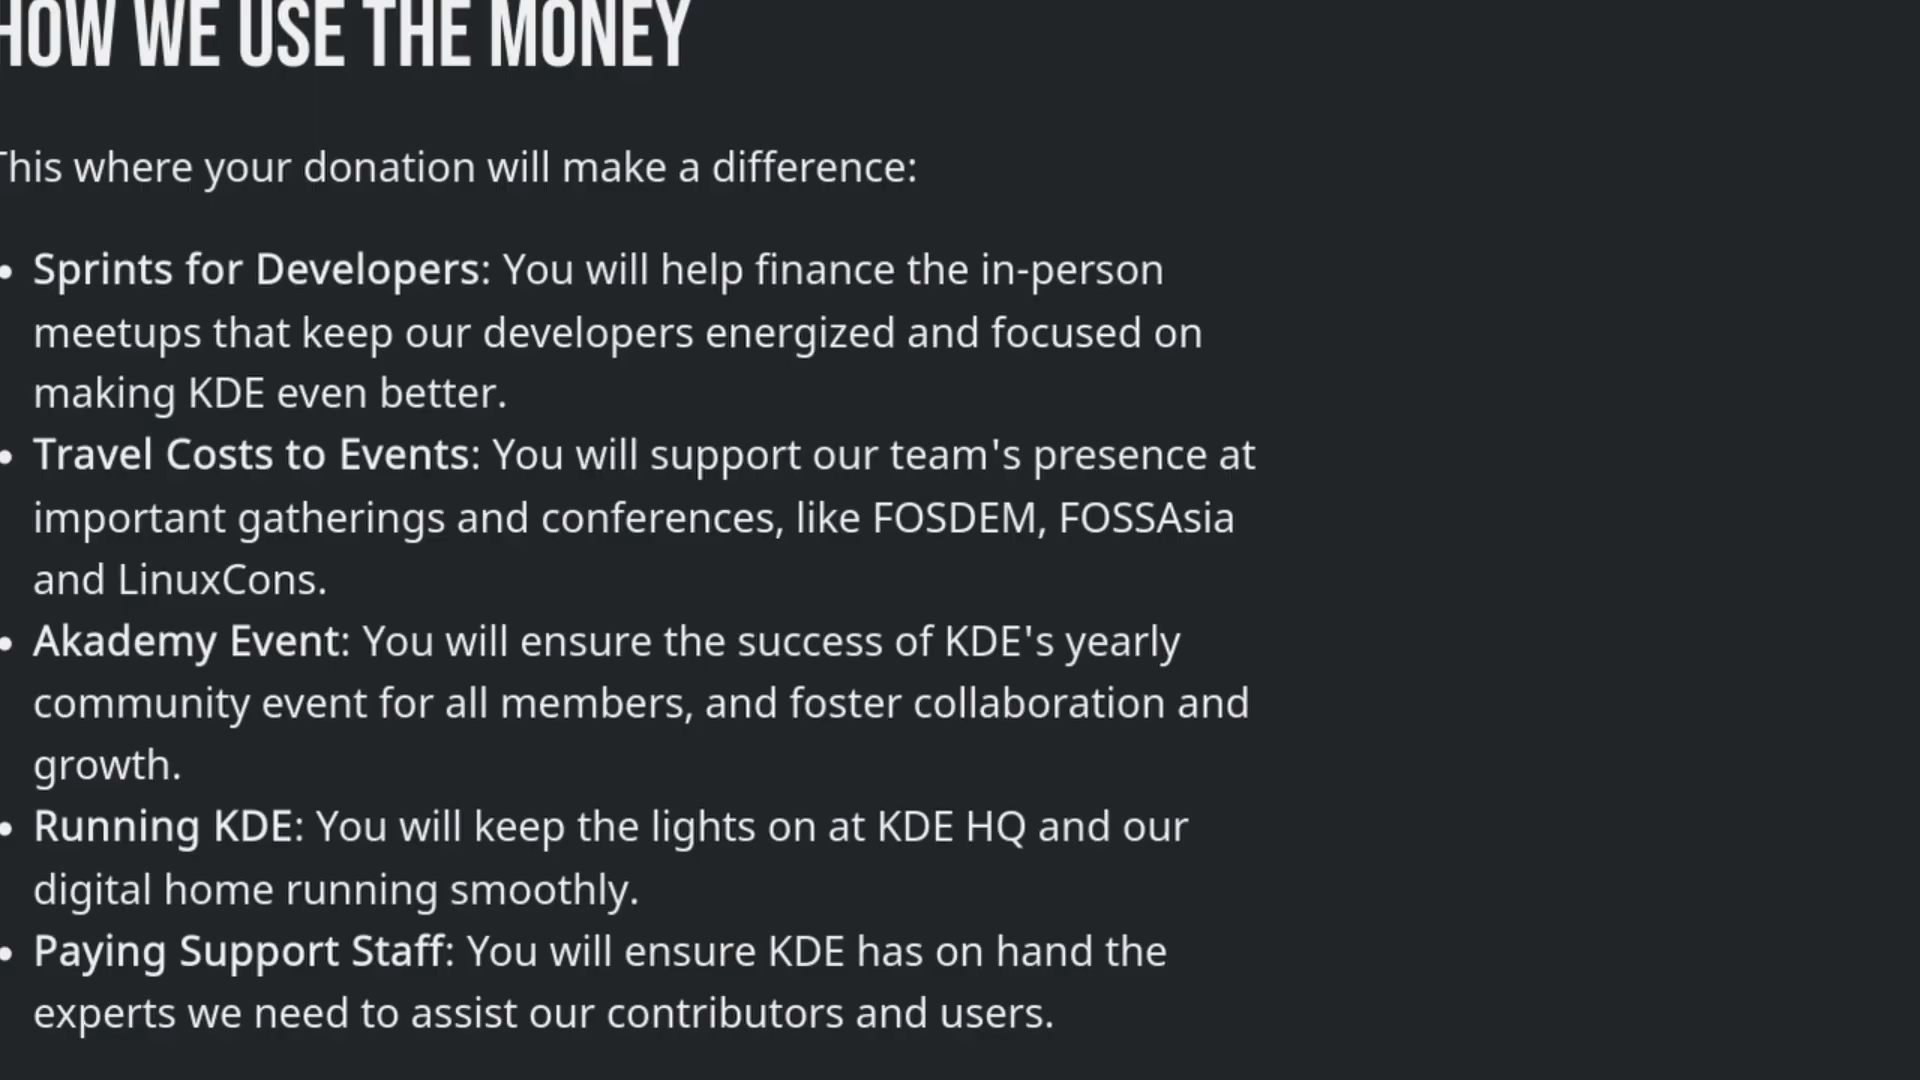 HOW WE USE THE MONEY
This where your donation will make a difference:
• Sprints for Developers: You will help finance the in-person
meetups that keep our developers energized and focused on
making KDE even better.
• Travel Costs to Events: You will support our team's presence at
important gatherings and conferences, like FOSDEM, FOSSAsia
and LinuxCons.
• Akademy Event: You will ensure the success of KDE's yearly
community event for all members, and foster collaboration and
growth.
• Running KDE: You will keep the lights on at KDE HQ and our
digital home running smoothly.
• Paying Support Staff: You will ensure KDE has on hand the
experts we need to assist our contributors and users.